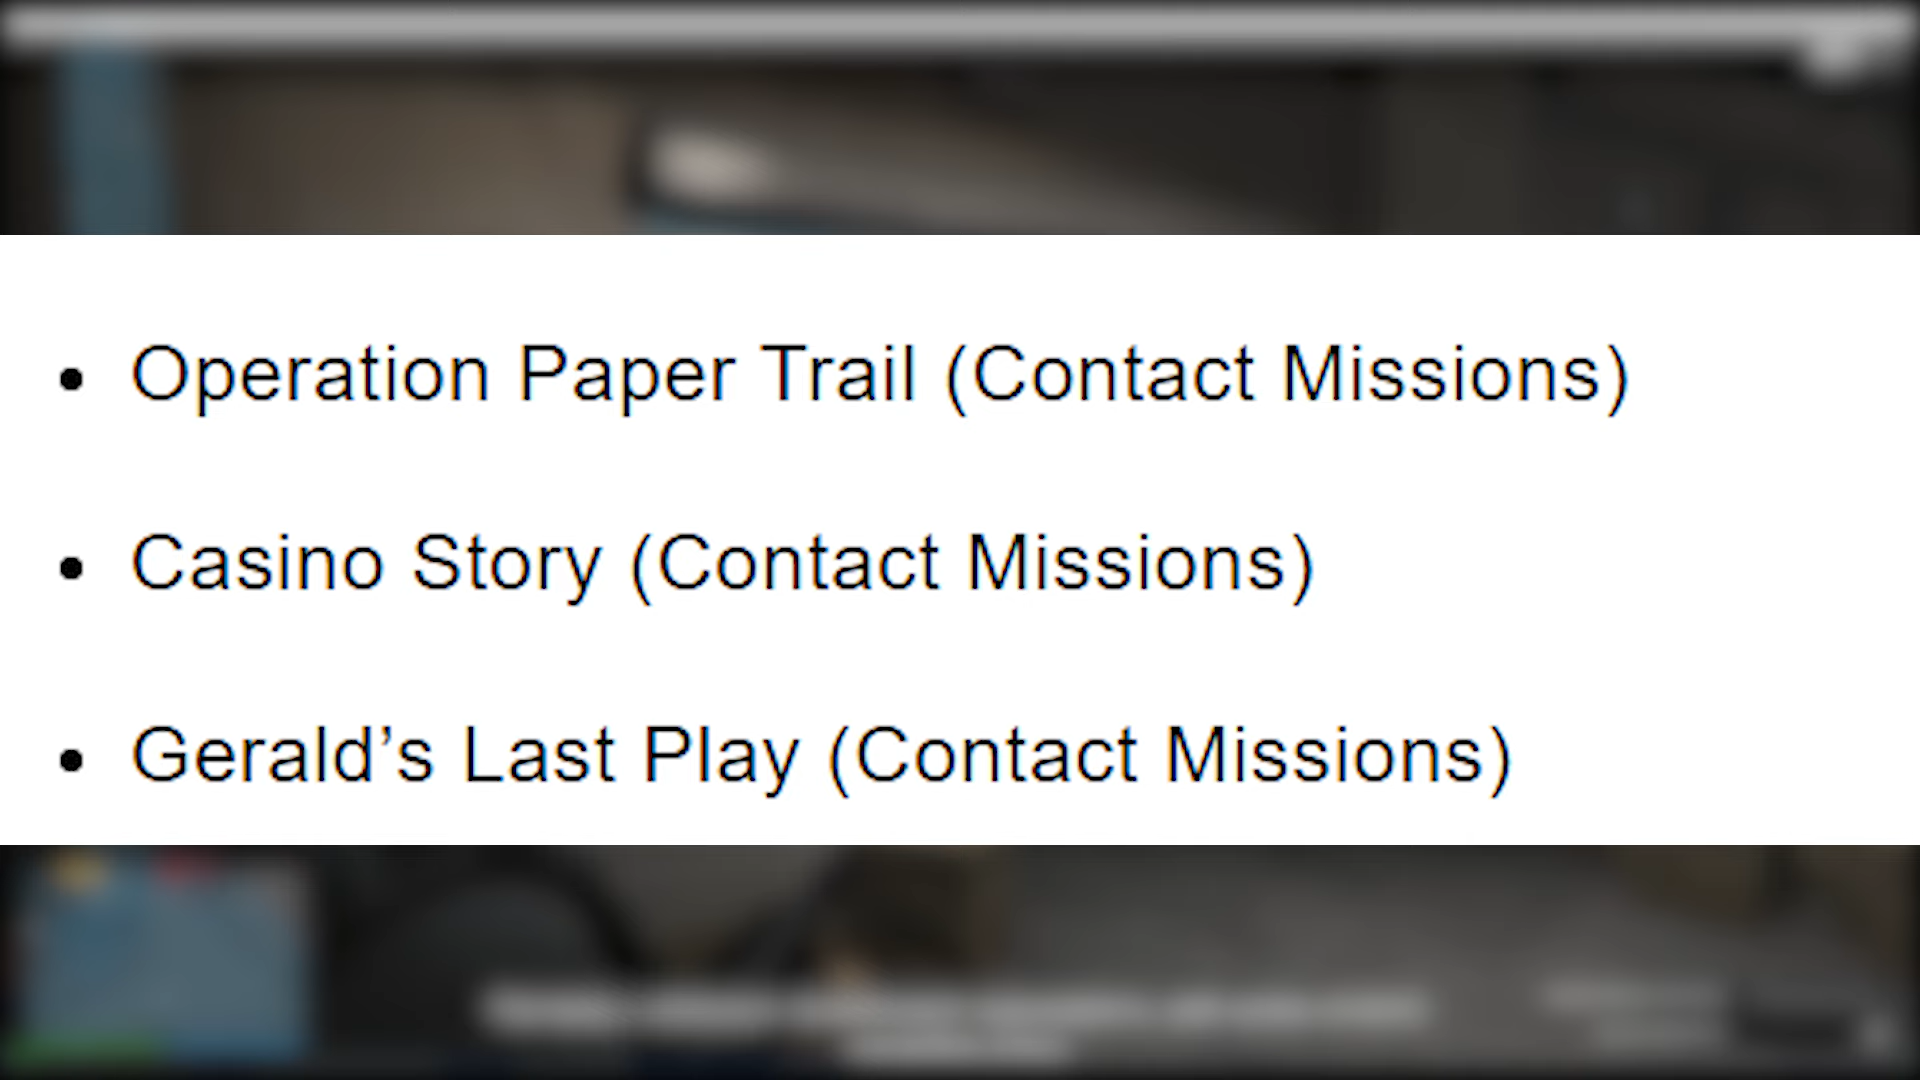 • Operation Paper Trail (Contact Missions)
• Casino Story (Contact Missions)
• Gerald’s Last Play (Contact Missions)